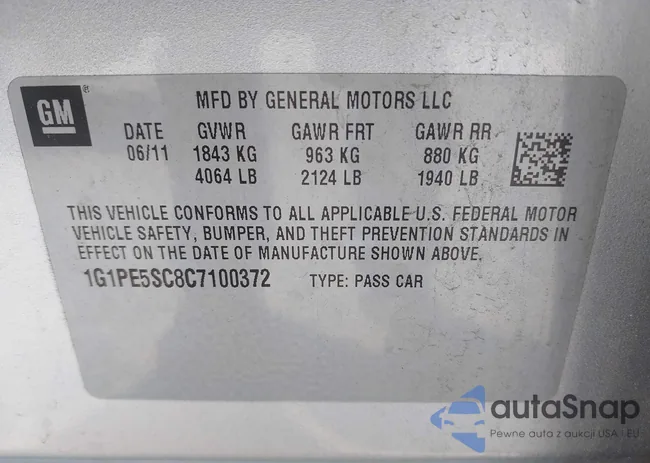 GM ®
MFD BY GENERAL MOTORS LLC
DATE GVWR GAWR FRT GAWR RR
06/11 1843 KG 963 KG 880 KG
4064 LB 2124 LB 1940 LB
THIS VEHICLE CONFORMS TO ALL APPLICABLE U.S. FEDERAL MOTOR
VEHICLE SAFETY, BUMPER, AND THEFT PREVENTION STANDARDS IN
EFFECT ON THE DATE OF MANUFACTURE SHOWN ABOVE.
1G1PE5SC8C7100372 TYPE: PASS CAR
autaSnap
Pewne auta z aukcji USA i EU